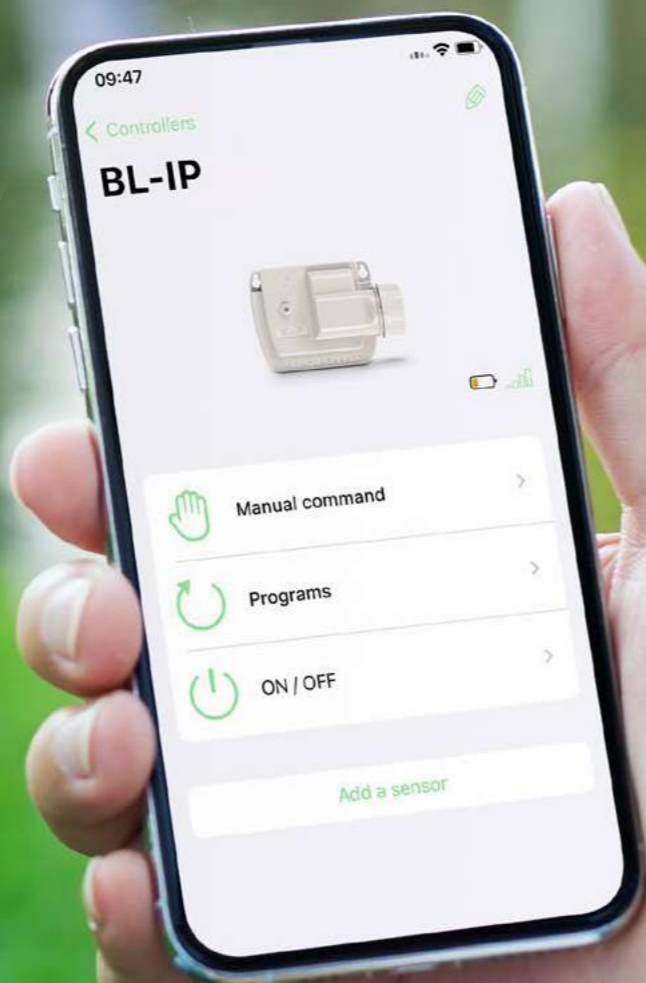 09:47
Controllers
BL-IP
Manual command
Programs
ON / OFF
Add a sensor